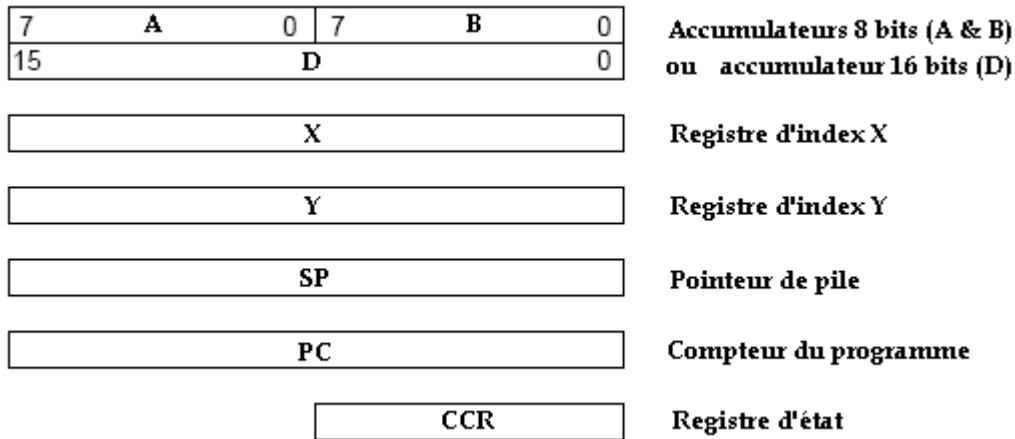 7 A 0 7 B 0 Accumulateurs 8 bits (A & B)
15 D 0 ou accumulateur 16 bits (D)
X Registre d'index X
Y Registre d'index Y
SP Pointeur de pile
PC Compteur du programme
CCR Registre d'état